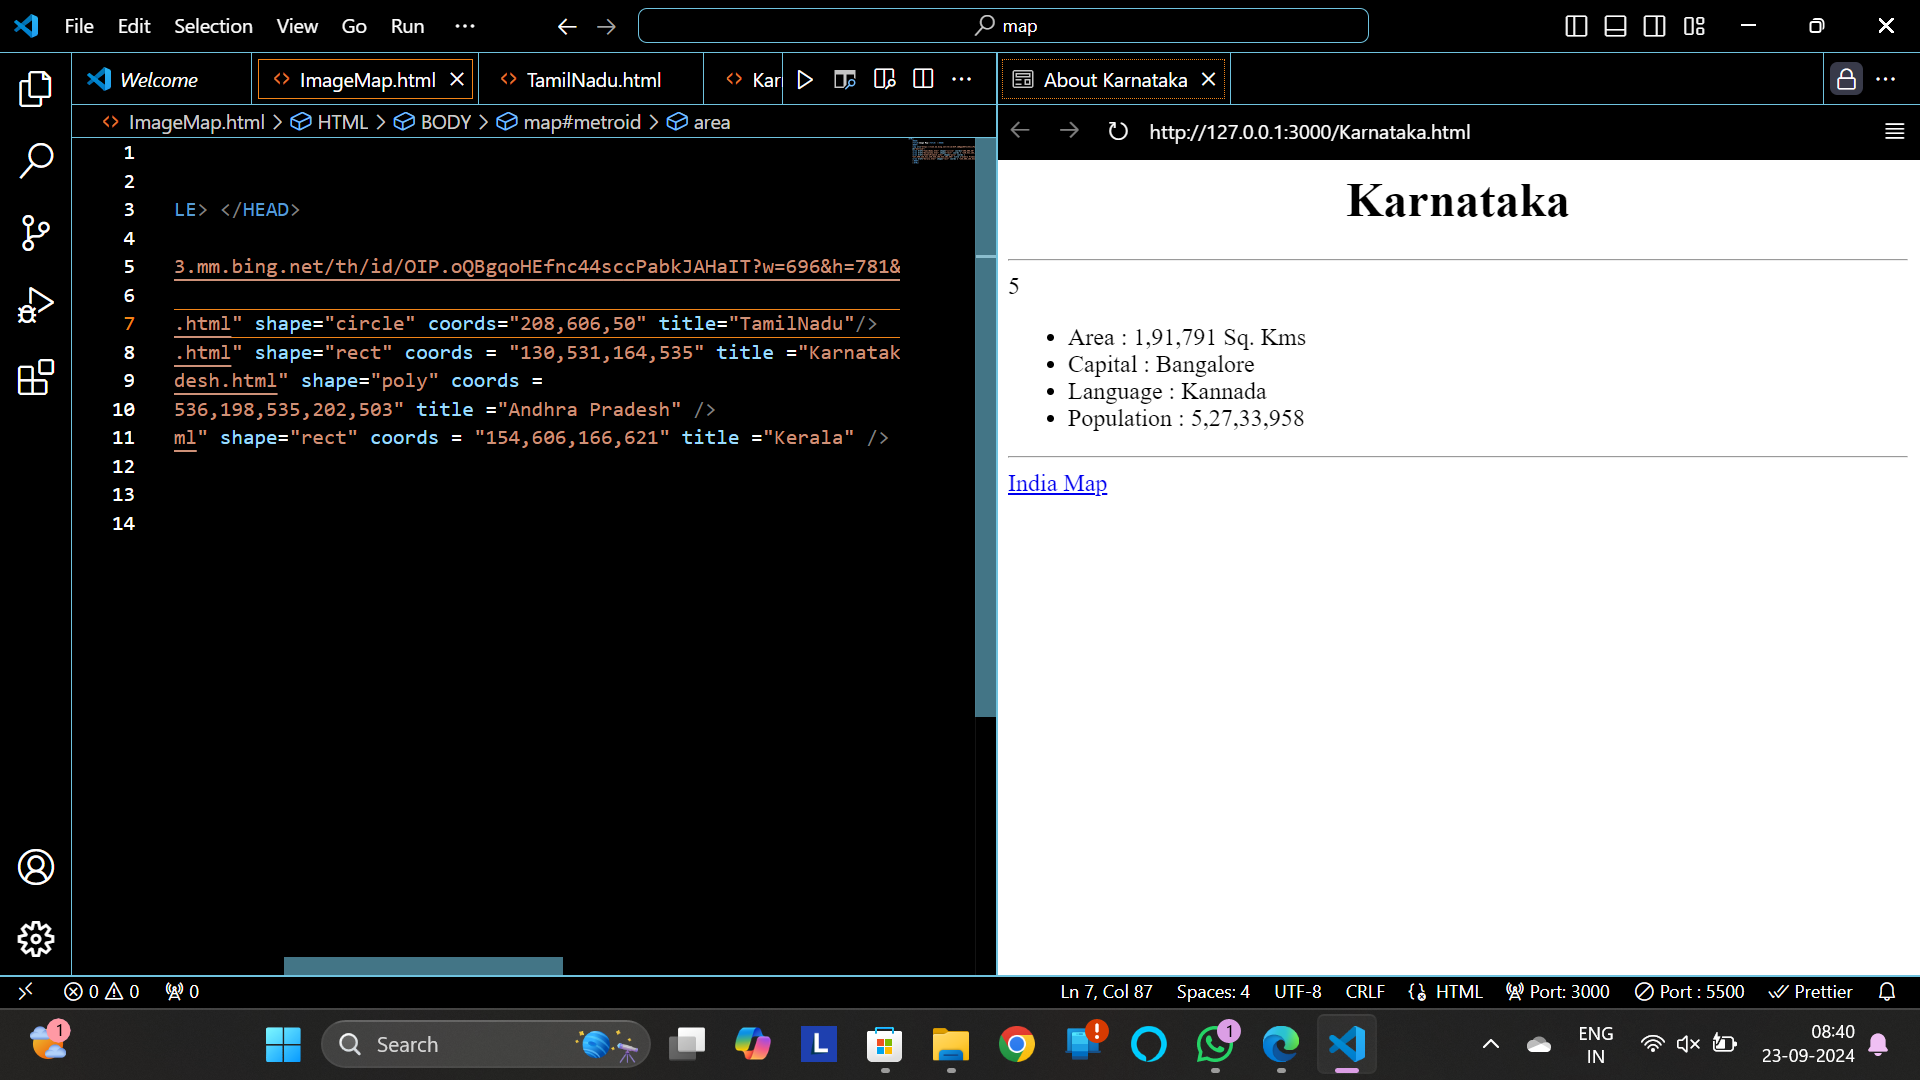 File Edit Selection View Go Run ··· map
Welcome ImageMap.html TamilNadu.html Kar About Karnataka
ImageMap.html > HTML > BODY > map#metroid > area
http://127.0.0.1:3000/Karnataka.html
1
2
3 LE> </HEAD>
4
5 3.mm.bing.net/th/id/OIP.oQBgqoHEfnc44sccPabkJAHaIT?w=696&h=781&
6
7 .html" shape="circle" coords="208,606,50" title="TamilNadu"/>
8 .html" shape="rect" coords = "130,531,164,535" title ="Karnatak
9 desh.html" shape="poly" coords =
10 536,198,535,202,503" title ="Andhra Pradesh" />
11 ml" shape="rect" coords = "154,606,166,621" title ="Kerala" />
12
13
14
Karnataka
5
• Area : 1,91,791 Sq. Kms
• Capital : Bangalore
• Language : Kannada
• Population : 5,27,33,958
India Map
0 0 0 Ln 7, Col 87 Spaces: 4 UTF-8 CRLF HTML Port: 3000 Port : 5500 Prettier
1 Search L ! 1 ENG 08:40
IN 23-09-2024